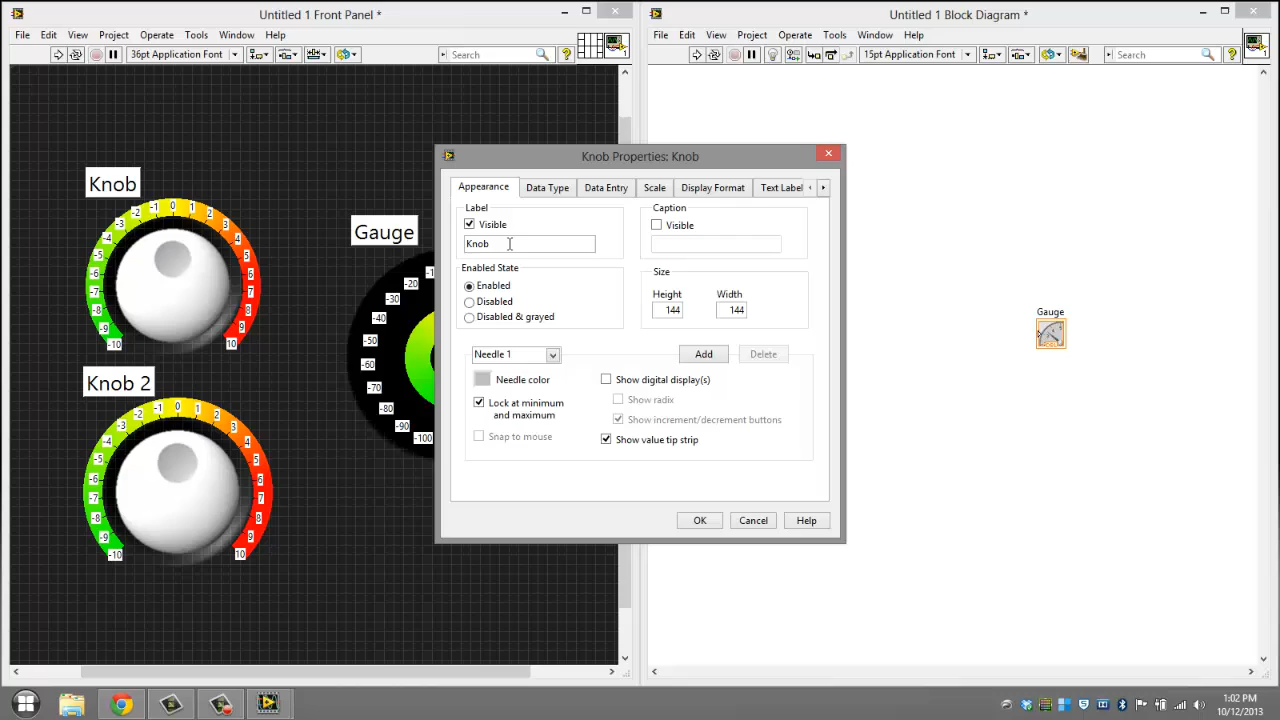 Untitled 1 Front Panel *
File Edit View Project Operate Tools Window Help
36pt Application Font
Search
?
1
Untitled 1 Block Diagram *
File Edit View Project Operate Tools Window Help
15pt Application Font
Search
?
1
Knob
-10 -9 -8 -7 -6 -5 -4 -3 -2 -1 0 1 2 3 4 5 6 7 8 9 10
Knob 2
-10 -9 -8 -7 -6 -5 -4 -3 -2 -1 0 1 2 3 4 5 6 7 8 9 10
Gauge
-100 -90 -80 -70 -60 -50 -40 -30 -20
Knob Properties: Knob
Appearance Data Type Data Entry Scale Display Format Text Label
Label
Visible
Knob
Caption
Visible
Enabled State
Enabled
Disabled
Disabled & grayed
Size
Height Width
144 144
Needle 1
Add Delete
Needle color
Lock at minimum
and maximum
Snap to mouse
Show digital display(s)
Show radix
Show increment/decrement buttons
Show value tip strip
OK Cancel Help
Gauge
1:02 PM
10/12/2013